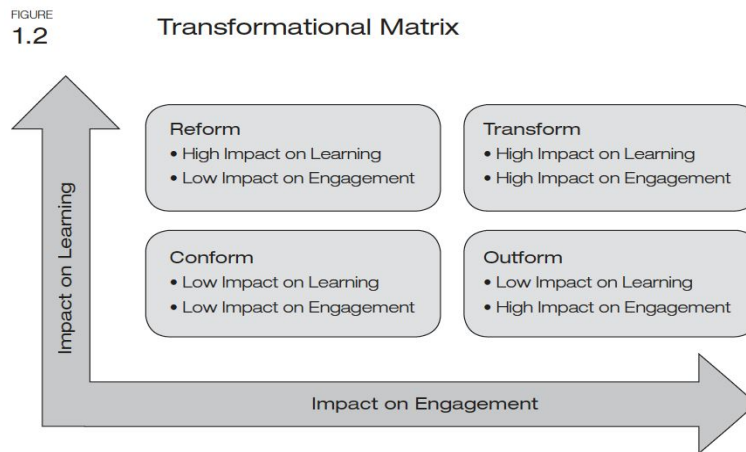 FIGURE
1.2
Transformational Matrix
Impact on Learning
Reform
• High Impact on Learning
• Low Impact on Engagement
Transform
• High Impact on Learning
• High Impact on Engagement
Conform
• Low Impact on Learning
• Low Impact on Engagement
Outform
• Low Impact on Learning
• High Impact on Engagement
Impact on Engagement